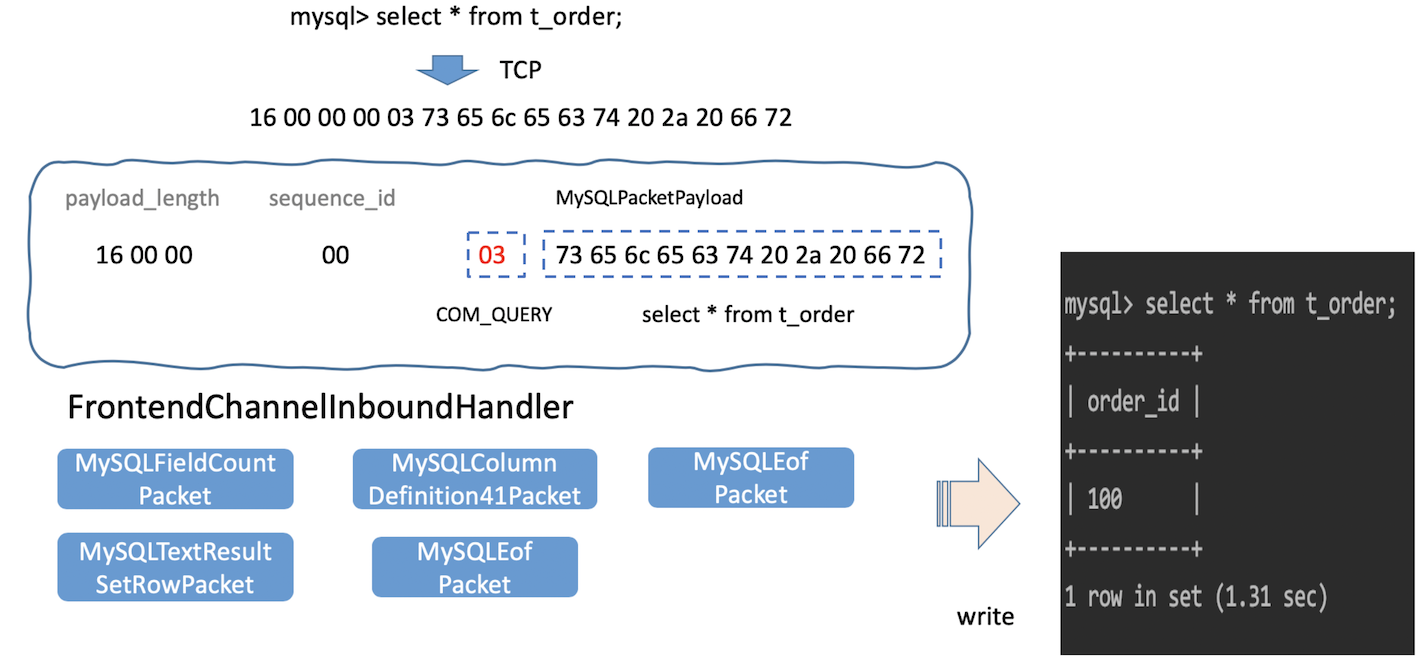 mysql> select * from t_order;
TCP
16 00 00 00 03 73 65 6c 65 63 74 20 2a 20 66 72
payload_length
sequence_id
MySQLPacketPayload
16 00 00
00
03
73 65 6c 65 63 74 20 2a 20 66 72
COM_QUERY
select * from t_order
FrontendChannelInboundHandler
MySQLFieldCount
Packet
MySQLColumn
Definition41Packet
MySQLEof
Packet
MySQLTextResult
SetRowPacket
MySQLEof
Packet
write
mysql> select * from t_order;
+----------+
| order_id |
+----------+
| 100      |
+----------+
1 row in set (1.31 sec)